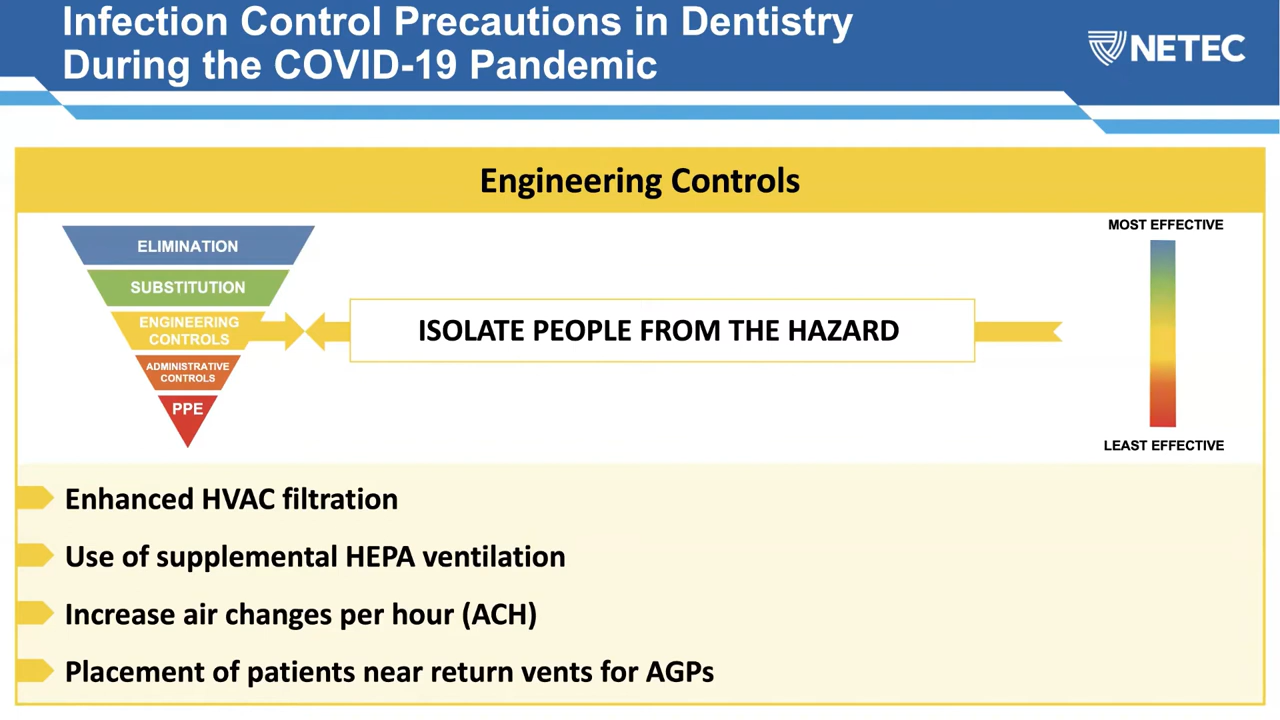 Infection Control Precautions in Dentistry
During the COVID-19 Pandemic
NETEC
Engineering Controls
ELIMINATION
SUBSTITUTION
ENGINEERING
CONTROLS
ADMINISTRATIVE
CONTROLS
PPE
ISOLATE PEOPLE FROM THE HAZARD
MOST EFFECTIVE
LEAST EFFECTIVE
Enhanced HVAC filtration
Use of supplemental HEPA ventilation
Increase air changes per hour (ACH)
Placement of patients near return vents for AGPs